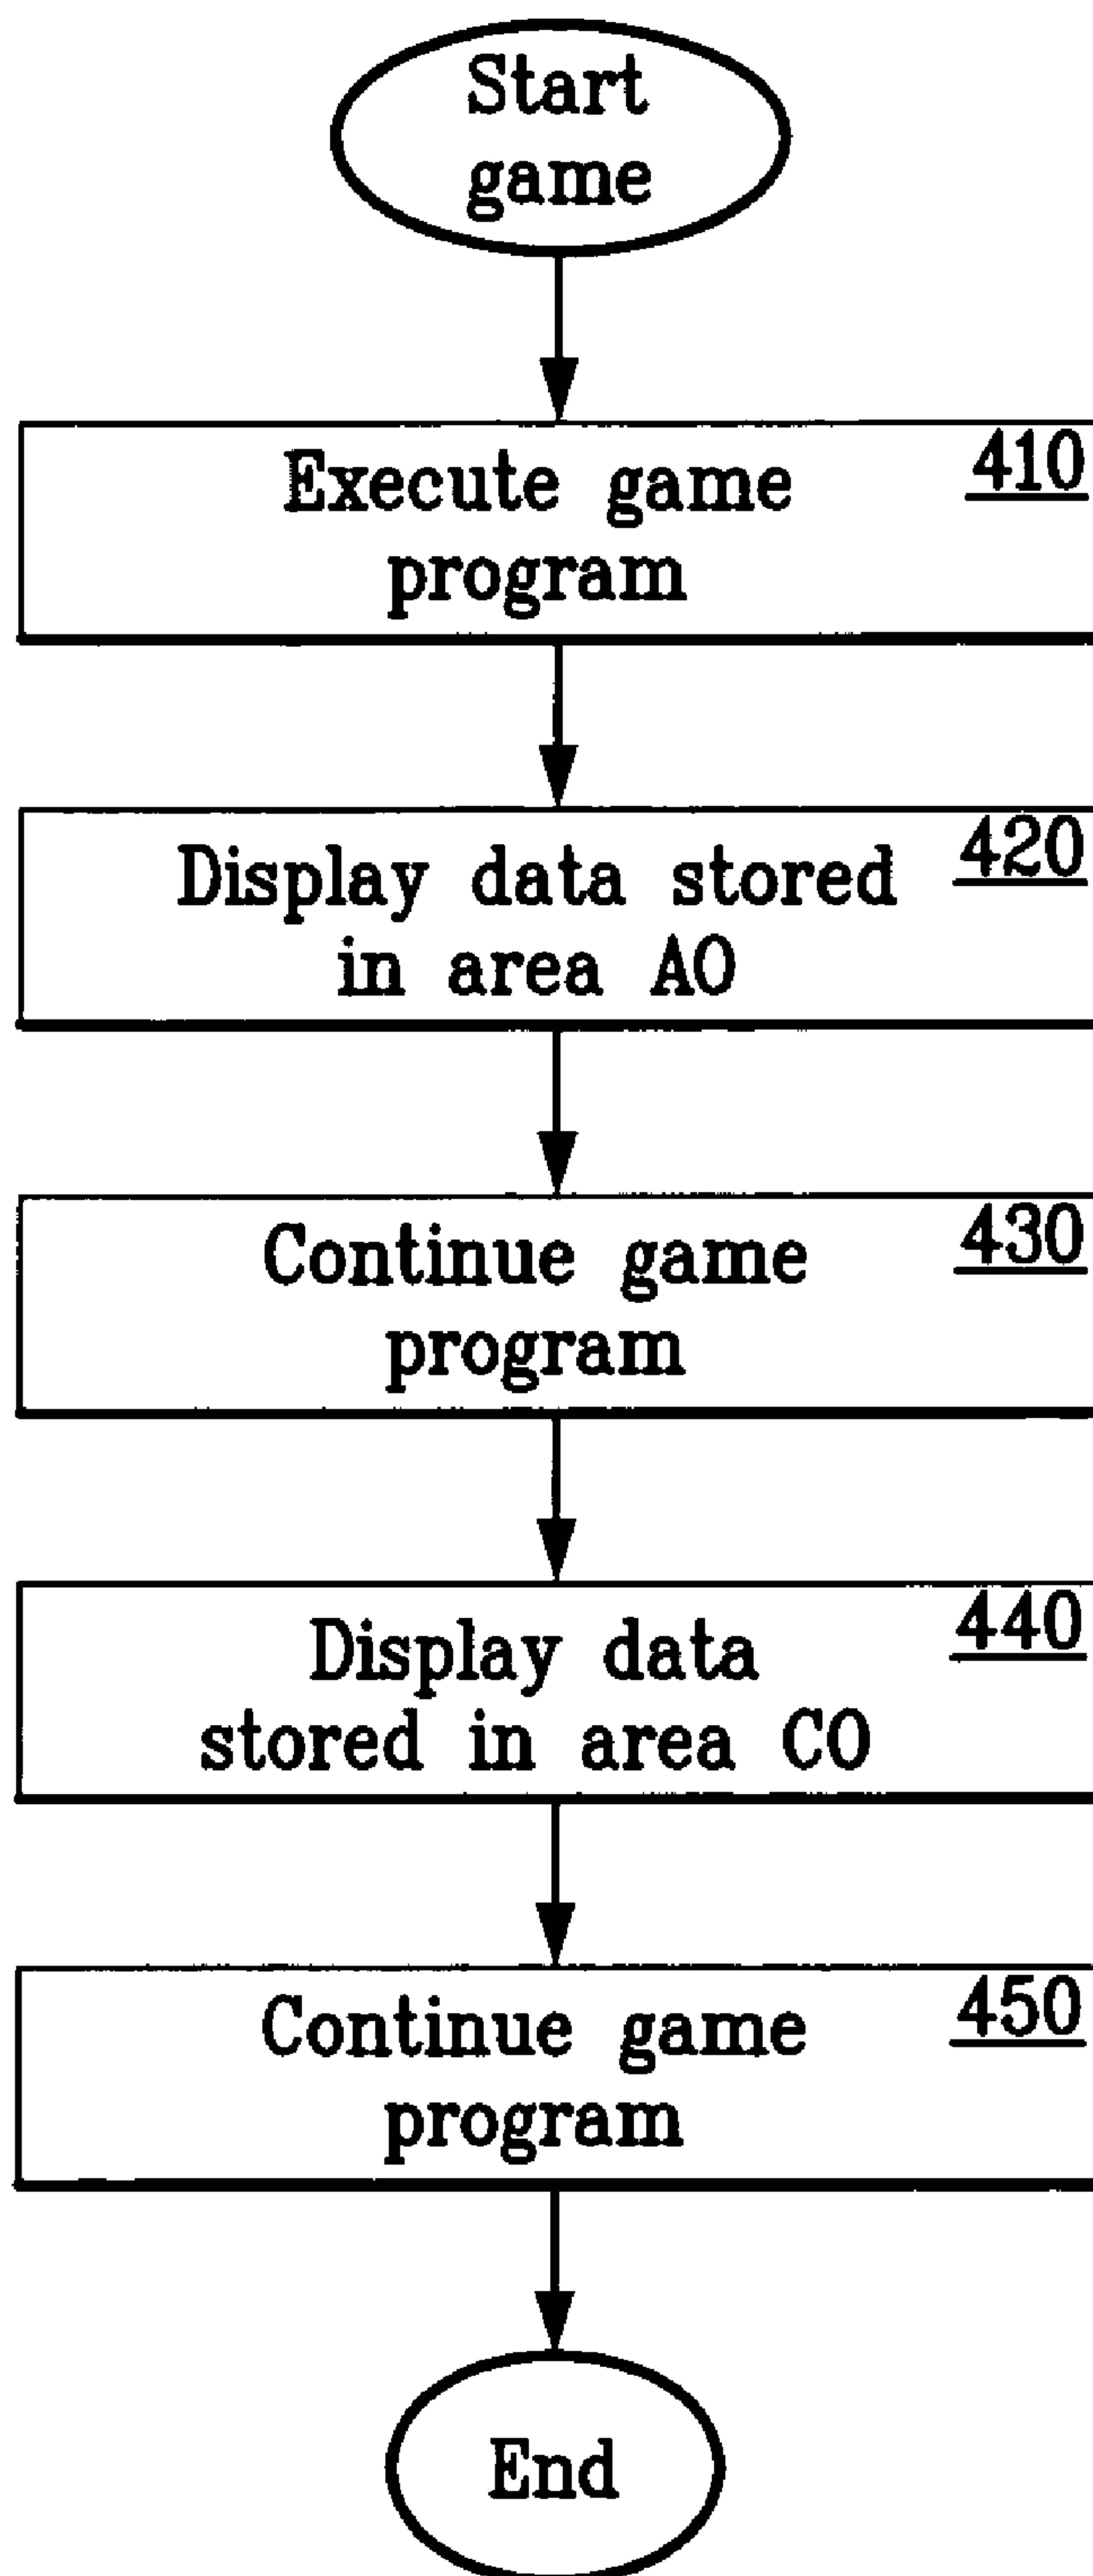 Start
game
Execute game
program
410
Display data stored
in area A0
420
Continue game
program
430
Display data
stored in area C0
440
Continue game
program
450
End